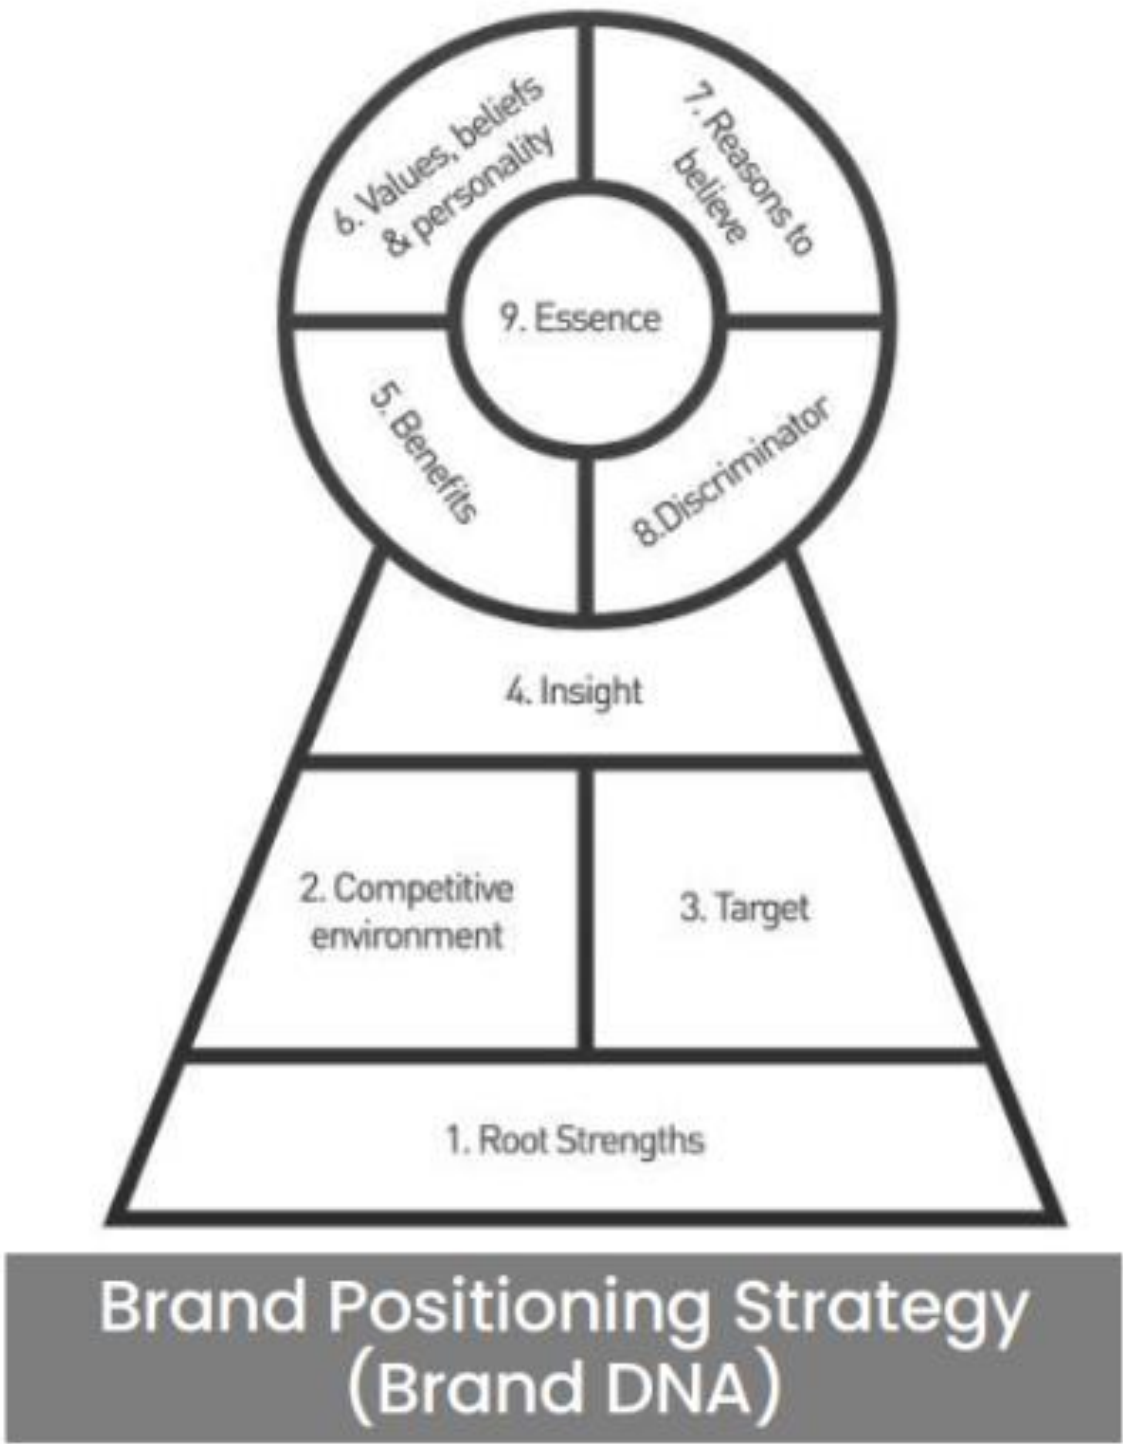 6. Values, beliefs
& personality
7. Reasons to
believe
9. Essence
5. Benefits
8.Discriminator
4. Insight
2. Competitive
environment
3. Target
1. Root Strengths
Brand Positioning Strategy
(Brand DNA)